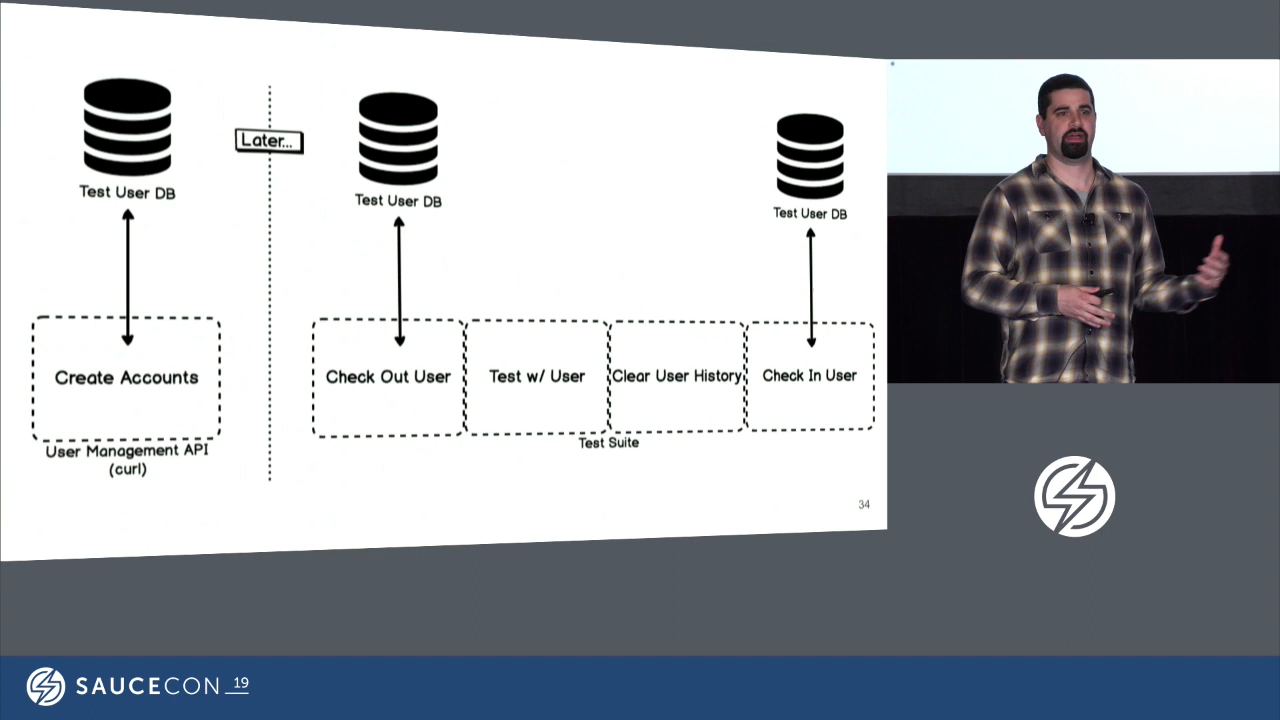 Later...
Test User DB
Test User DB
Test User DB
Create Accounts
Check Out User
Test w/ User
Clear User History
Check In User
User Management API
(curl)
Test Suite
34
SAUCECON 19